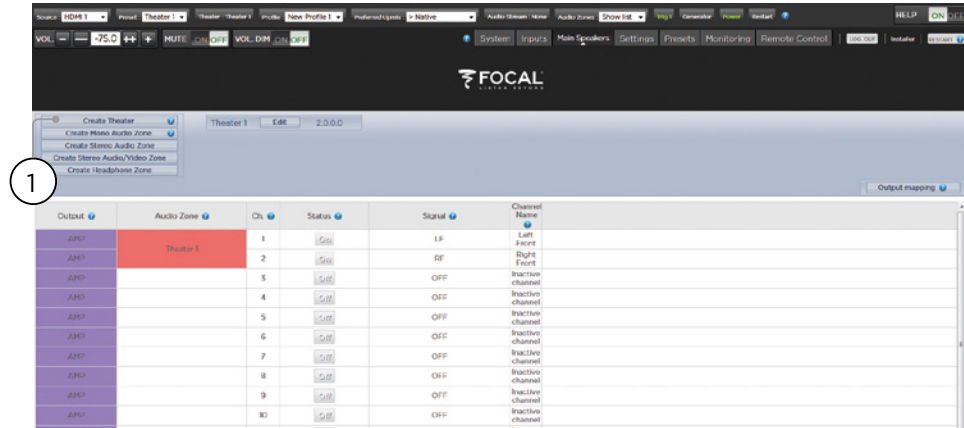 Source HDMI 1 Preset Theater 1 Theater: Theater 1 Profile New Profile 1 Preferred Upmix > Native Audio Stream: None Audio Zones Show list Trig 1 Generator Power Restart HELP ON OFF
VOL. - -75.0 ++ + MUTE ON OFF VOL. DIM ON OFF System Inputs Main Speakers Settings Presets Monitoring Remote Control LOG OUT Installer RESTART
FOCAL
LISTEN BEYOND
Create Theater Theater 1 Edit 2.0.0.0
Create Mono Audio Zone
Create Stereo Audio Zone
Create Stereo Audio/Video Zone
Create Headphone Zone
1
Output mapping
Output Audio Zone Ch. Status Signal Channel Name
AMP Theater 1 1 On LF Left Front
AMP 2 On RF Right Front
AMP 3 Off OFF Inactive channel
AMP 4 Off OFF Inactive channel
AMP 5 Off OFF Inactive channel
AMP 6 Off OFF Inactive channel
AMP 7 Off OFF Inactive channel
AMP 8 Off OFF Inactive channel
AMP 9 Off OFF Inactive channel
AMP 10 Off OFF Inactive channel